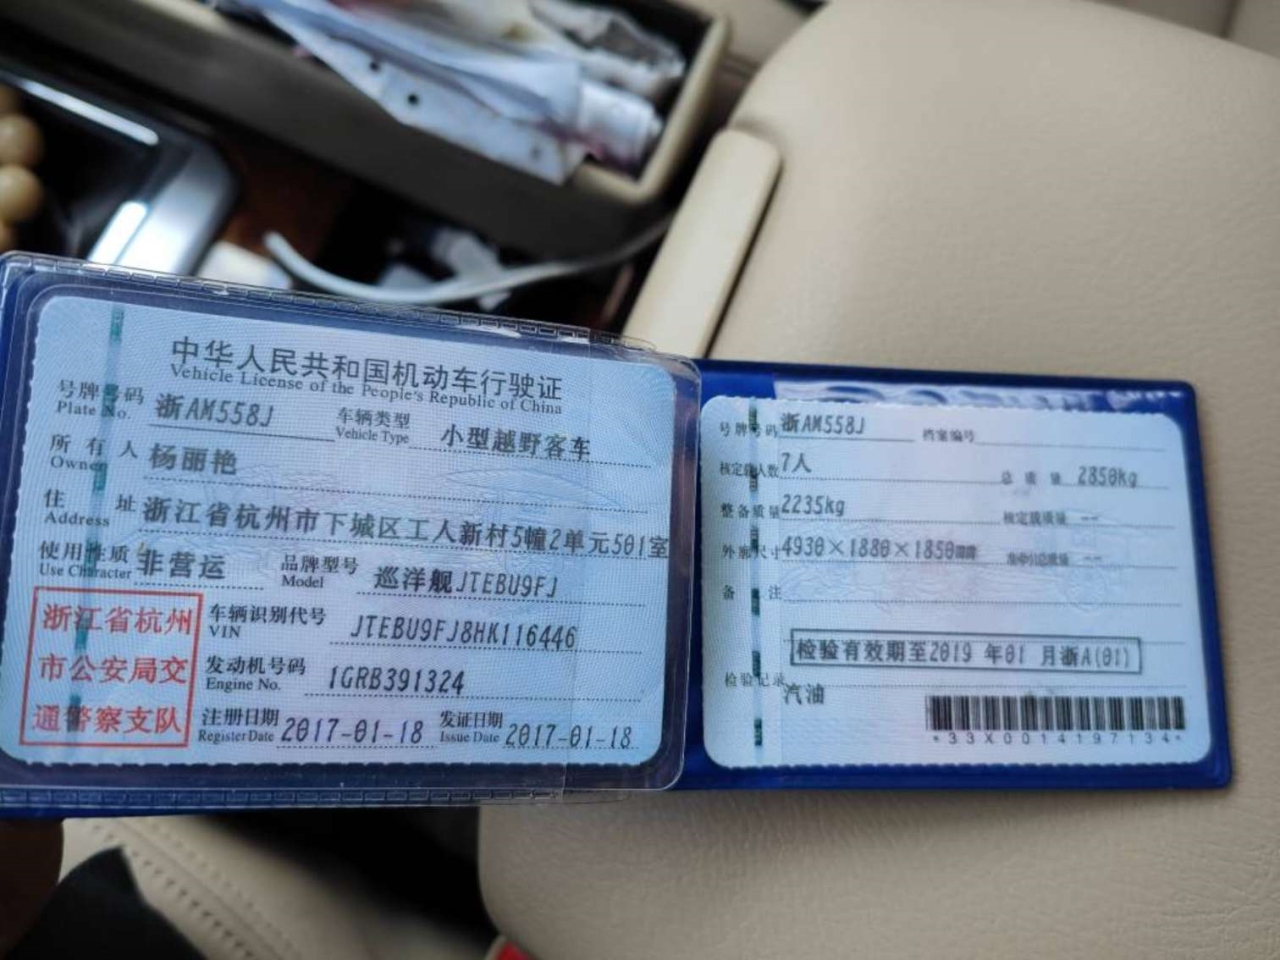 中华人民共和国机动车行驶证
Vehicle License of the People's Republic of China
号牌号码 浙AM558J 车辆类型 小型越野客车
Plate No. Vehicle Type
所有人 杨丽艳
Owner
住址 浙江省杭州市下城区工人新村5幢2单元501室
Address
使用性质 非营运 品牌型号 巡洋舰JTEBU9FJ
Use Character Model
浙江省杭州市公安局交通警察支队
车辆识别代号 JTEBU9FJ8HK116446
VIN
发动机号码 1GRB391324
Engine No.
注册日期 2017-01-18 发证日期 2017-01-18
Register Date Issue Date
号牌号码 浙AM558J 档案编号
核定载人数 7人 总质量 2850kg
整备质量 2235kg 核定载质量 --
外廓尺寸 4930×1880×1850mm 准牵引总质量 --
备注
检验有效期至2019年01月浙A(01)
检验记录
汽油
*33X0014197134*